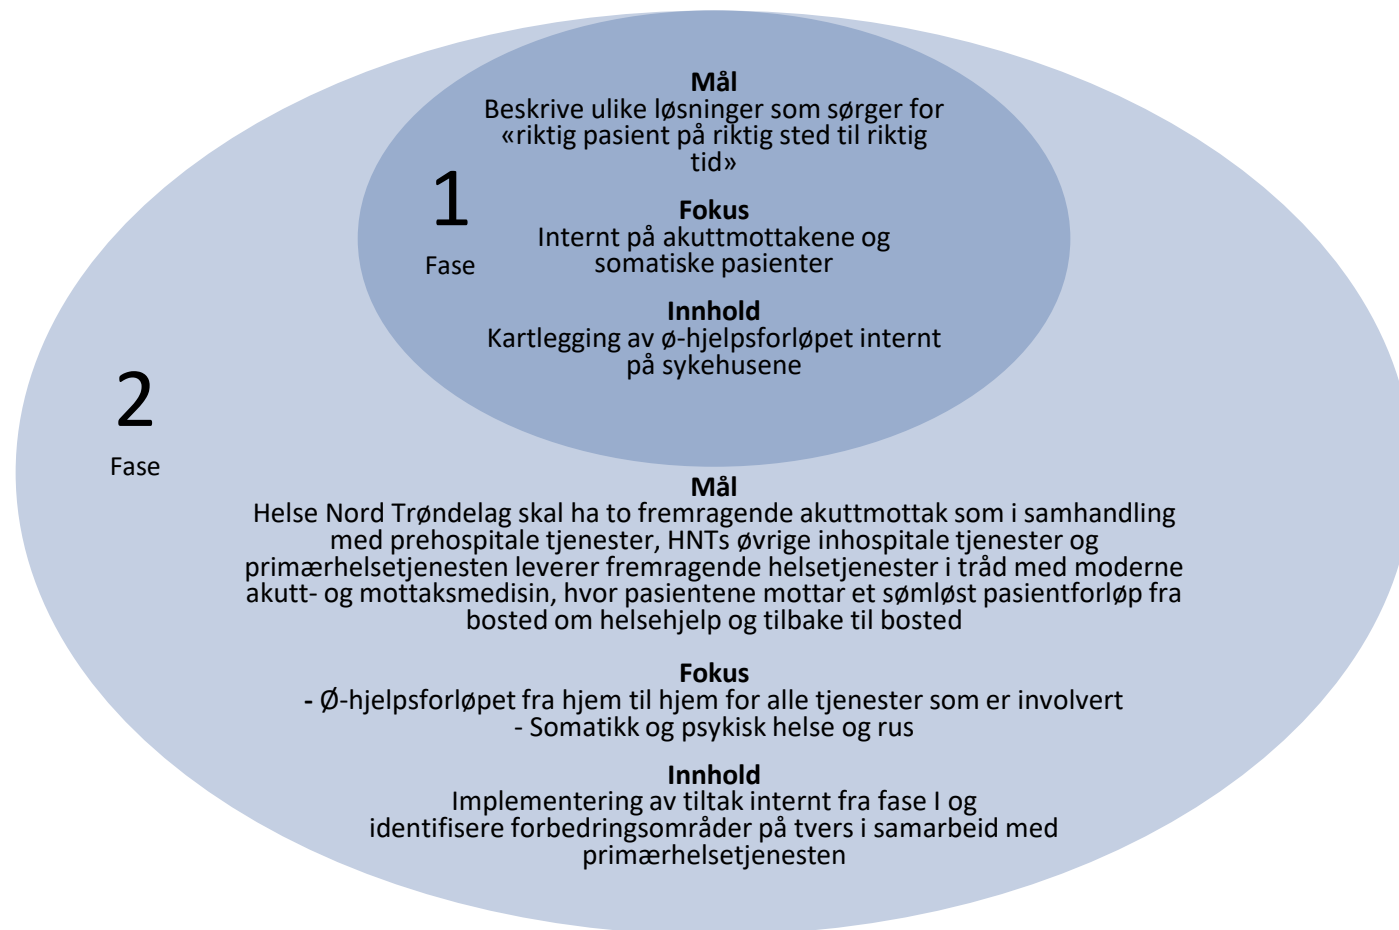 Mål
Beskrive ulike løsninger som sørger for
«riktig pasient på riktig sted til riktig
tid»
1
Fase
Fokus
Internt på akuttmottakene og
somatiske pasienter
Innhold
Kartlegging av ø-hjelpsforløpet internt
på sykehusene
2
Fase
Mål
Helse Nord Trøndelag skal ha to fremragende akuttmottak som i samhandling
med prehospitale tjenester, HNTs øvrige inhospitale tjenester og
primærhelsetjenesten leverer fremragende helsetjenester i tråd med moderne
akutt- og mottaksmedisin, hvor pasientene mottar et sømløst pasientforløp fra
bosted om helsehjelp og tilbake til bosted
Fokus
- Ø-hjelpsforløpet fra hjem til hjem for alle tjenester som er involvert
- Somatikk og psykisk helse og rus
Innhold
Implementering av tiltak internt fra fase I og
identifisere forbedringsområder på tvers i samarbeid med
primærhelsetjenesten